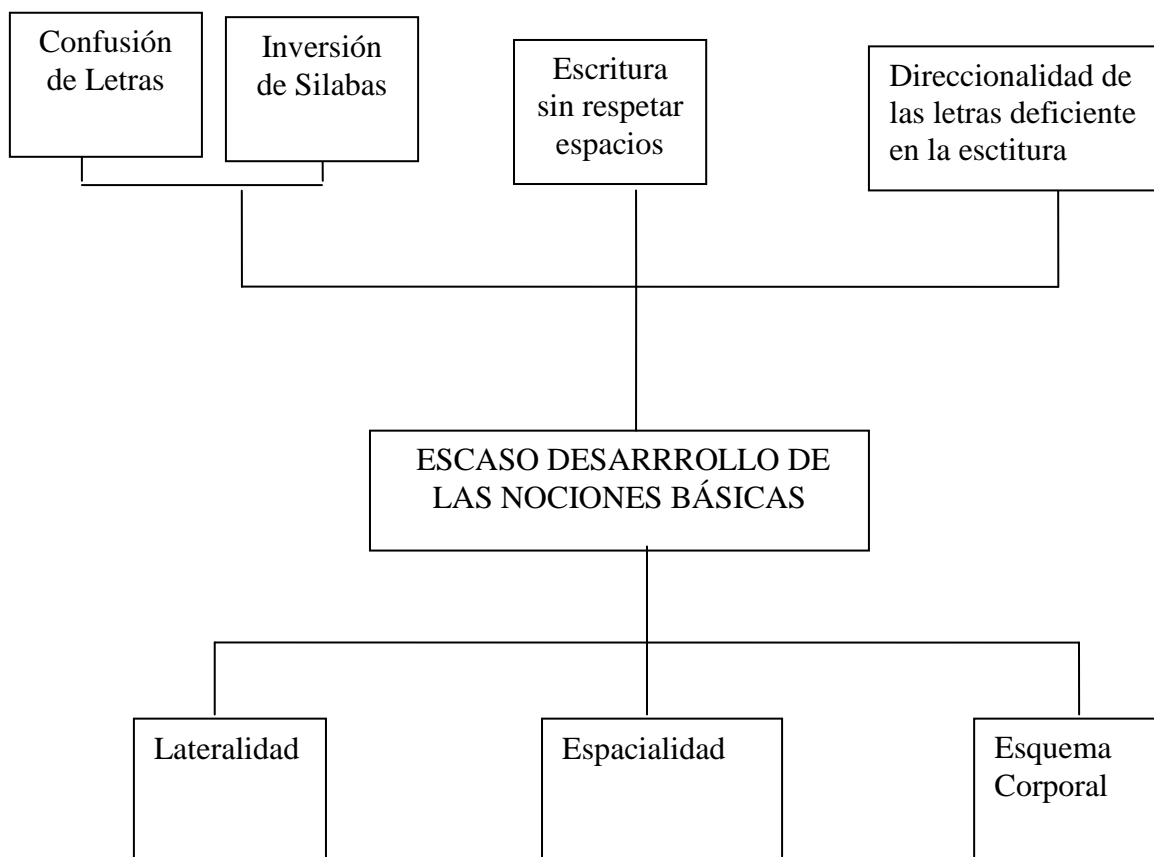 Confusión
de Letras
Inversión
de Silabas
Escritura
sin respetar
espacios
Direccionalidad de
las letras deficiente
en la esctitura
ESCASO DESARRROLLO DE
LAS NOCIONES BÁSICAS
Lateralidad
Espacialidad
Esquema
Corporal